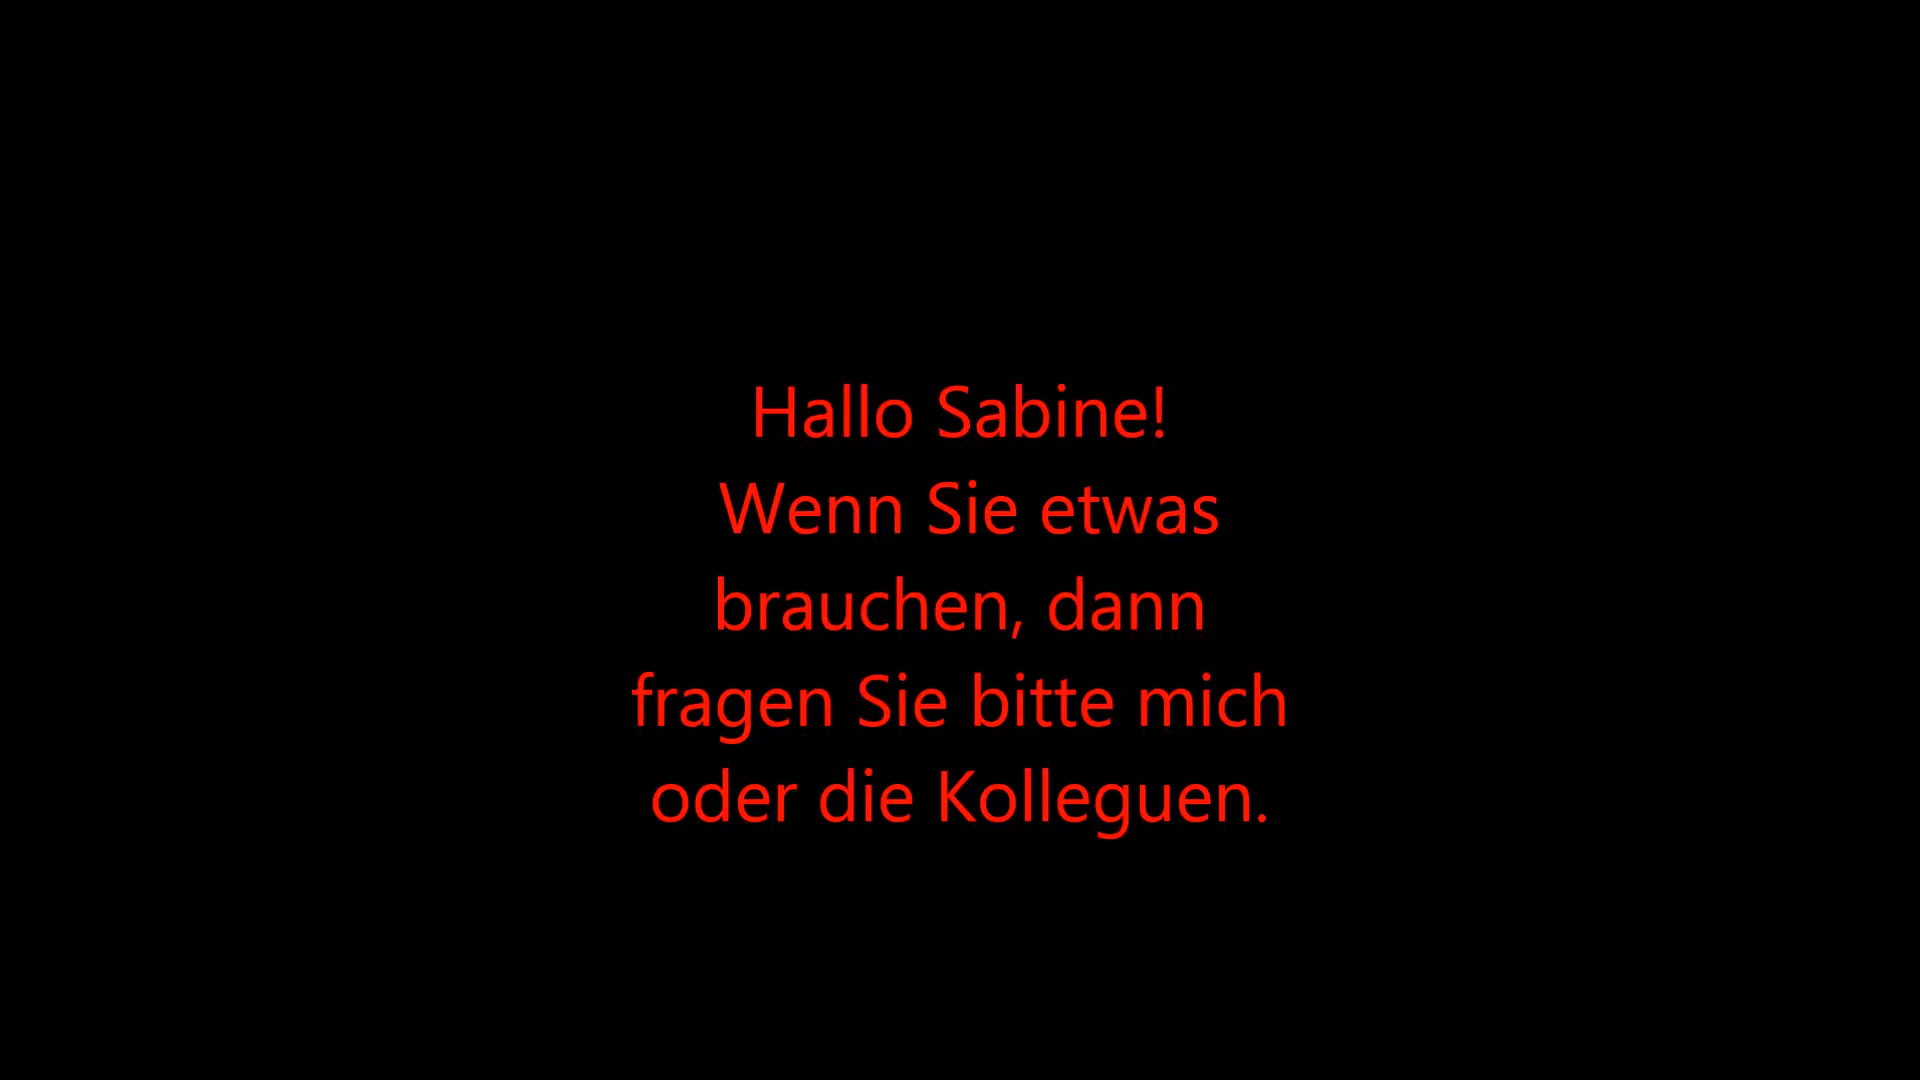 Hallo Sabine!
Wenn Sie etwas
brauchen, dann
fragen Sie bitte mich
oder die Kolleguen.